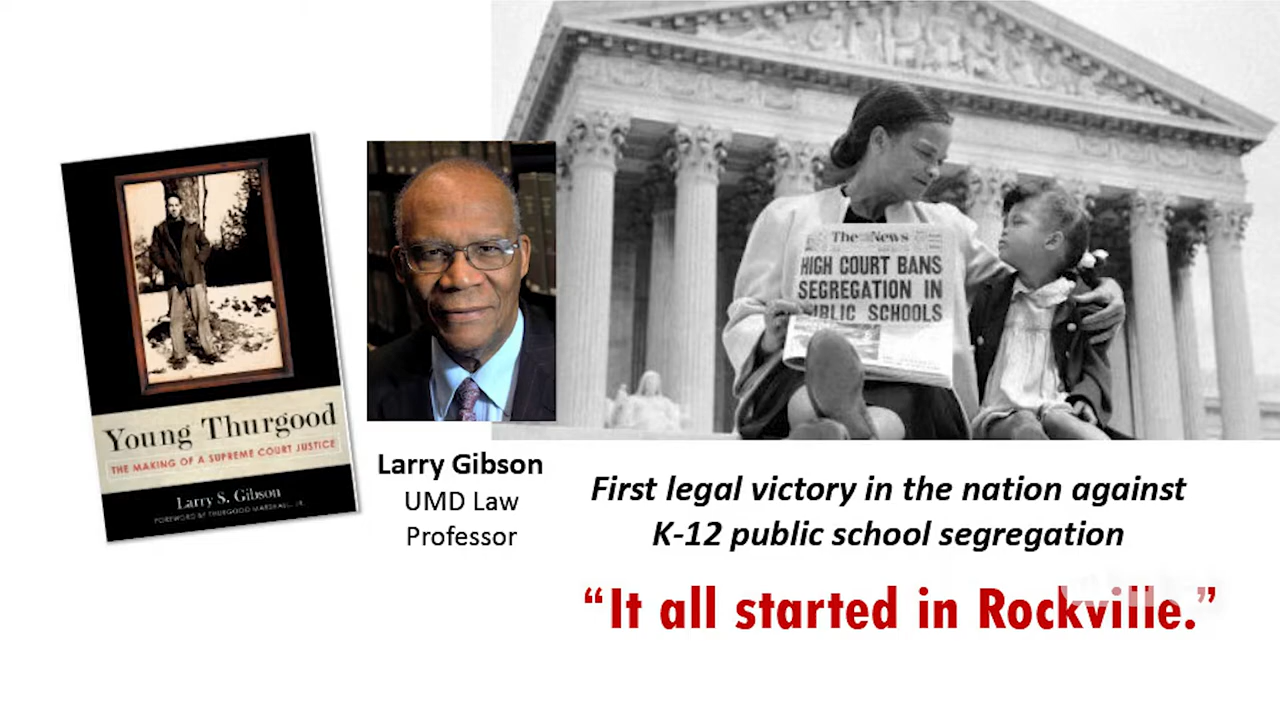 Young Thurgood
THE MAKING OF A SUPREME COURT JUSTICE
Larry S. Gibson
FOREWORD BY THURGOOD MARSHALL, JR.
Larry Gibson
UMD Law
Professor
The News
HIGH COURT BANS
SEGREGATION IN
PUBLIC SCHOOLS
First legal victory in the nation against
K-12 public school segregation
“It all started in Rockville.”